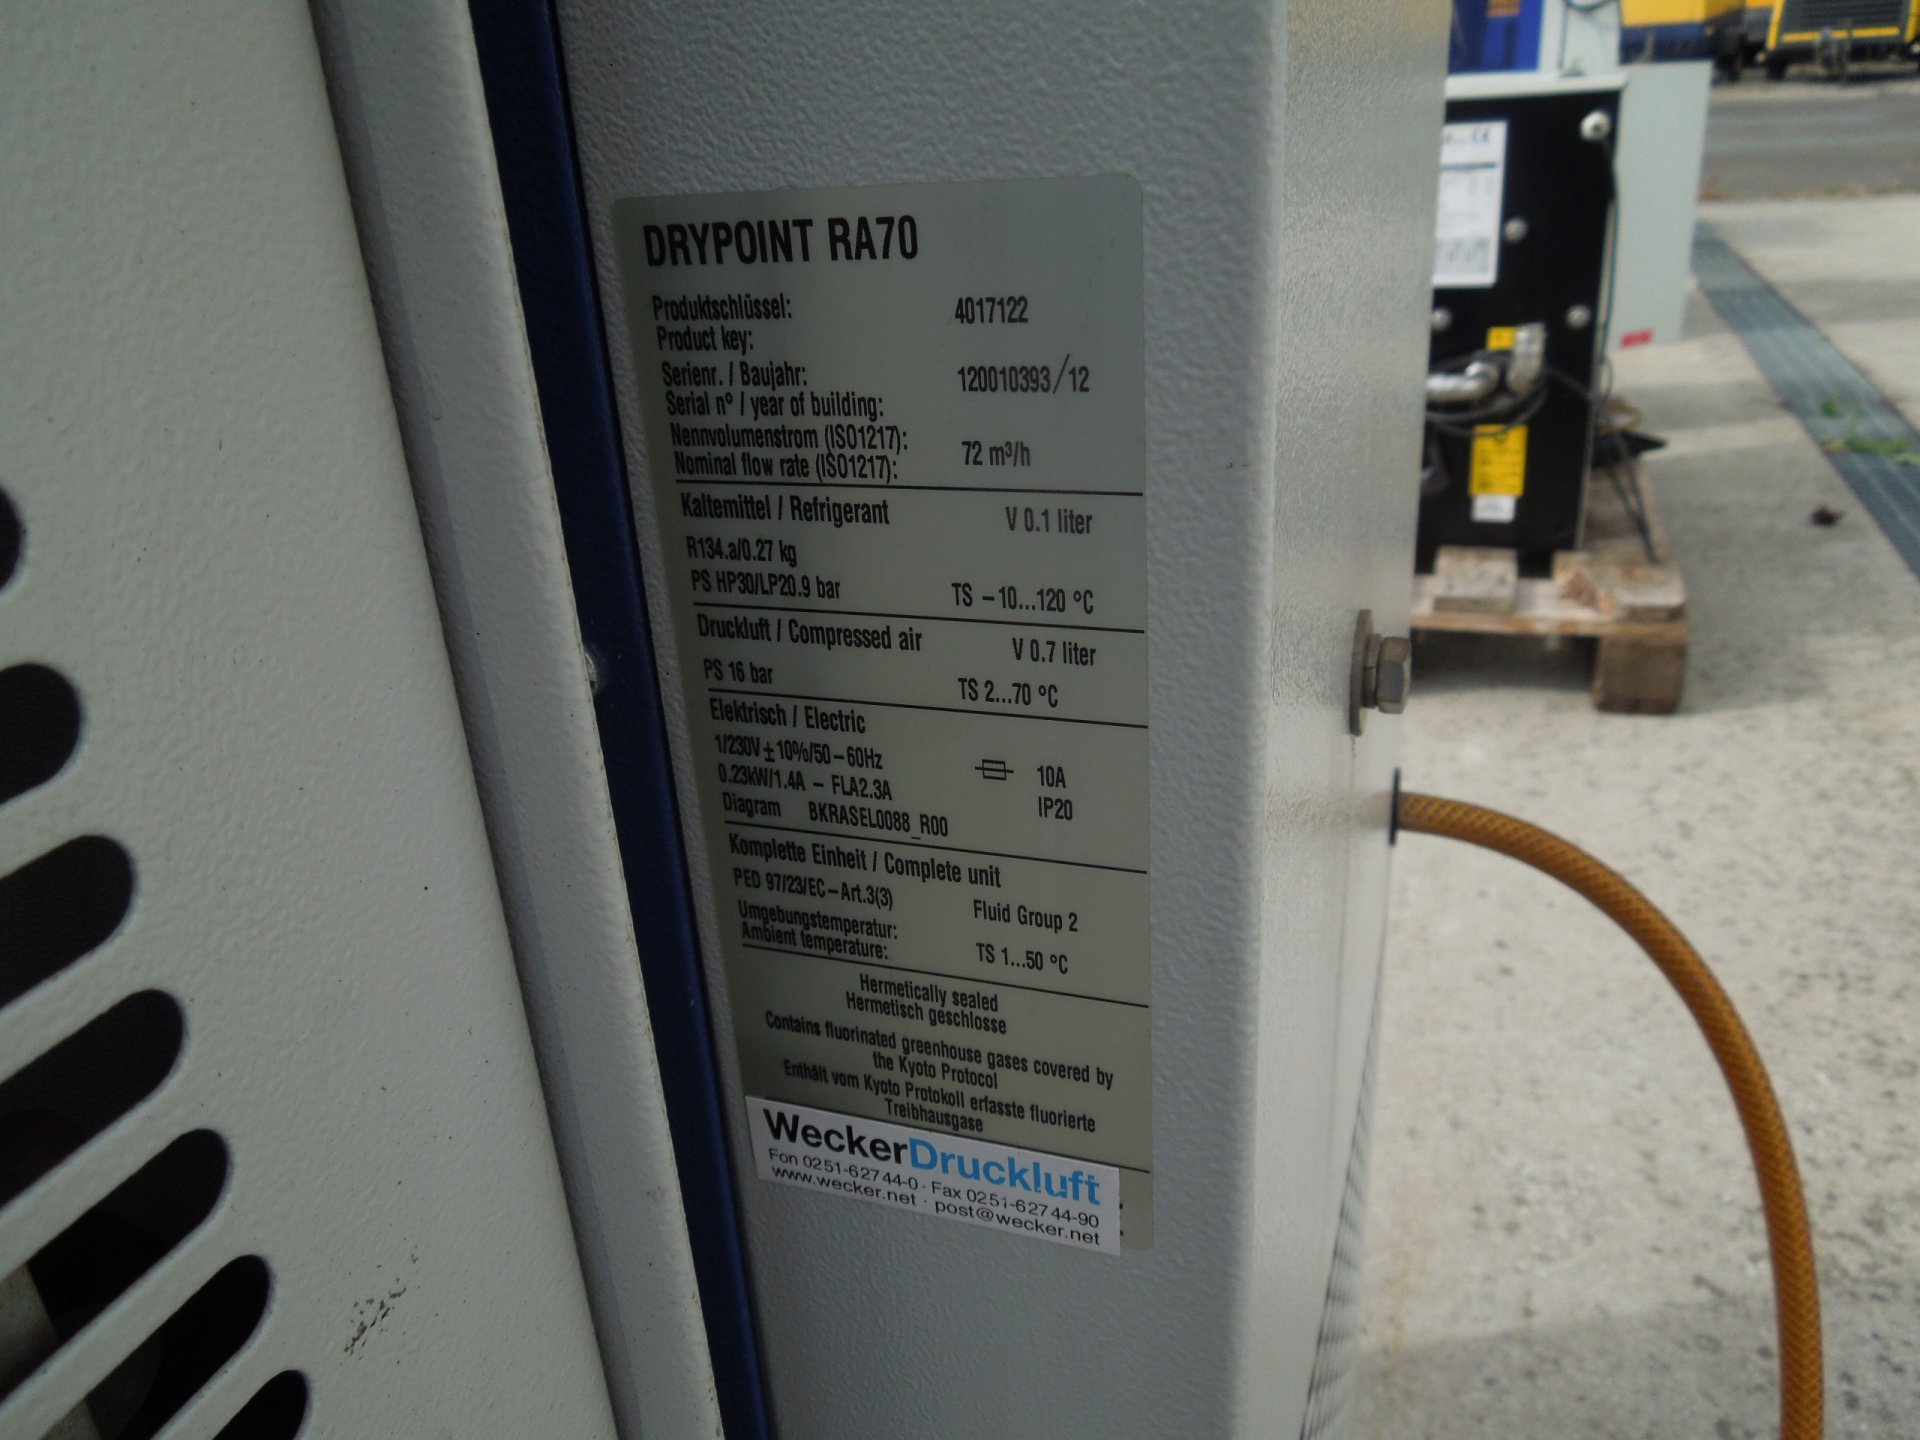 DRYPOINT RA70
Produktschlüssel: 4017122
Product key:
Seriennr. / Baujahr: 120010393/12
Serial n° / year of building:
Nennvolumenstrom (ISO1217): 72 m³/h
Nominal flow rate (ISO1217):
Kaltemittel / Refrigerant V 0.1 liter
R134.a/0.27 kg
PS HP30/LP20.9 bar TS -10...120 °C
Druckluft / Compressed air V 0.7 liter
PS 16 bar TS 2...70 °C
Elektrisch / Electric
1/230V ± 10%/50-60Hz 10A
0.23kW/1.4A - FLA2.3A IP20
Diagram BKRASEL0088_R00
Komplette Einheit / Complete unit
PED 97/23/EC-Art.3(3) Fluid Group 2
Umgebungstemperatur: TS 1...50 °C
Ambient temperature:
Hermetically sealed
Hermetisch geschlosse
Contains fluorinated greenhouse gases covered by
the Kyoto Protocol
Enthält vom Kyoto Protokoll erfasste fluorierte
Treibhausgase
WeckerDruckluft
Fon 0251-62744-0 · Fax 0251-62744-90
www.wecker.net · post@wecker.net